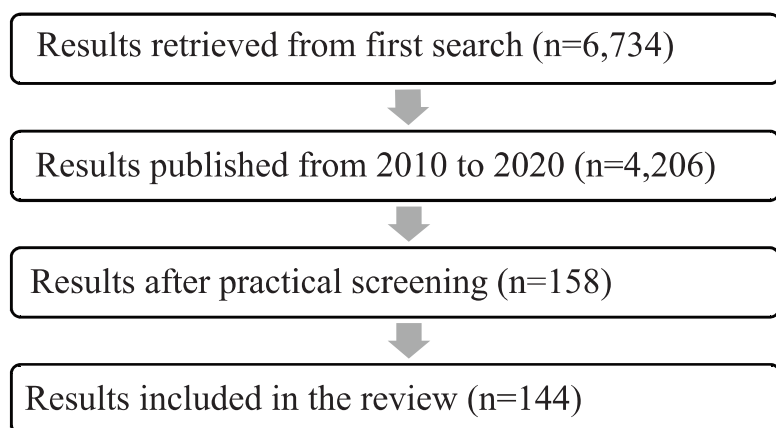 Results retrieved from first search (n=6,734)
Results published from 2010 to 2020 (n=4,206)
Results after practical screening (n=158)
Results included in the review (n=144)